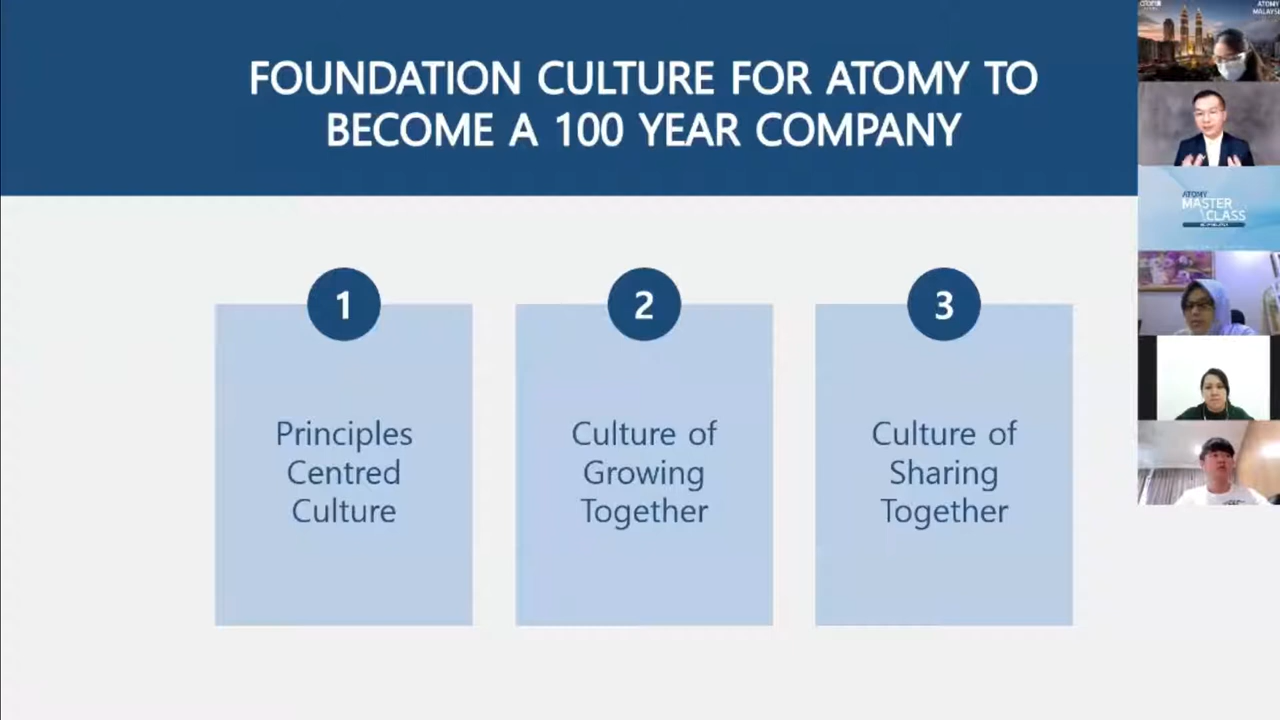 FOUNDATION CULTURE FOR ATOMY TO
BECOME A 100 YEAR COMPANY
1
Principles
Centred
Culture
2
Culture of
Growing
Together
3
Culture of
Sharing
Together
ATOMY
ATOMY
MASTER
CLASS